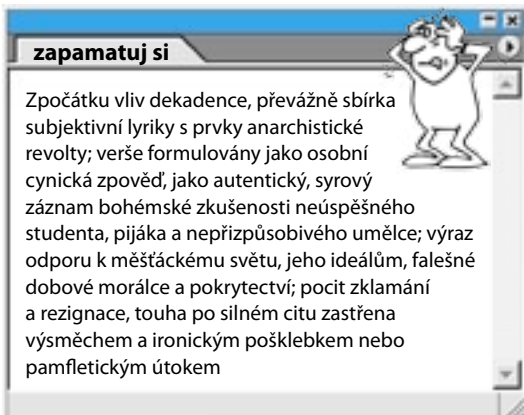 zapamatuj si
Zpočátku vliv dekadence, převážně sbírka
subjektivní lyriky s prvky anarchistické
revolty; verše formulovány jako osobní
cynická zpověď, jako autentický, syrový
záznam bohémské zkušenosti neúspěšného
studenta, pijáka a nepřizpůsobivého umělce; výraz
odporu k měšťáckému světu, jeho ideálům, falešné
dobové morálce a pokrytectví; pocit zklamání
a rezignace, touha po silném citu zastřena
výsměchem a ironickým pošklebkem nebo
pamfletickým útokem